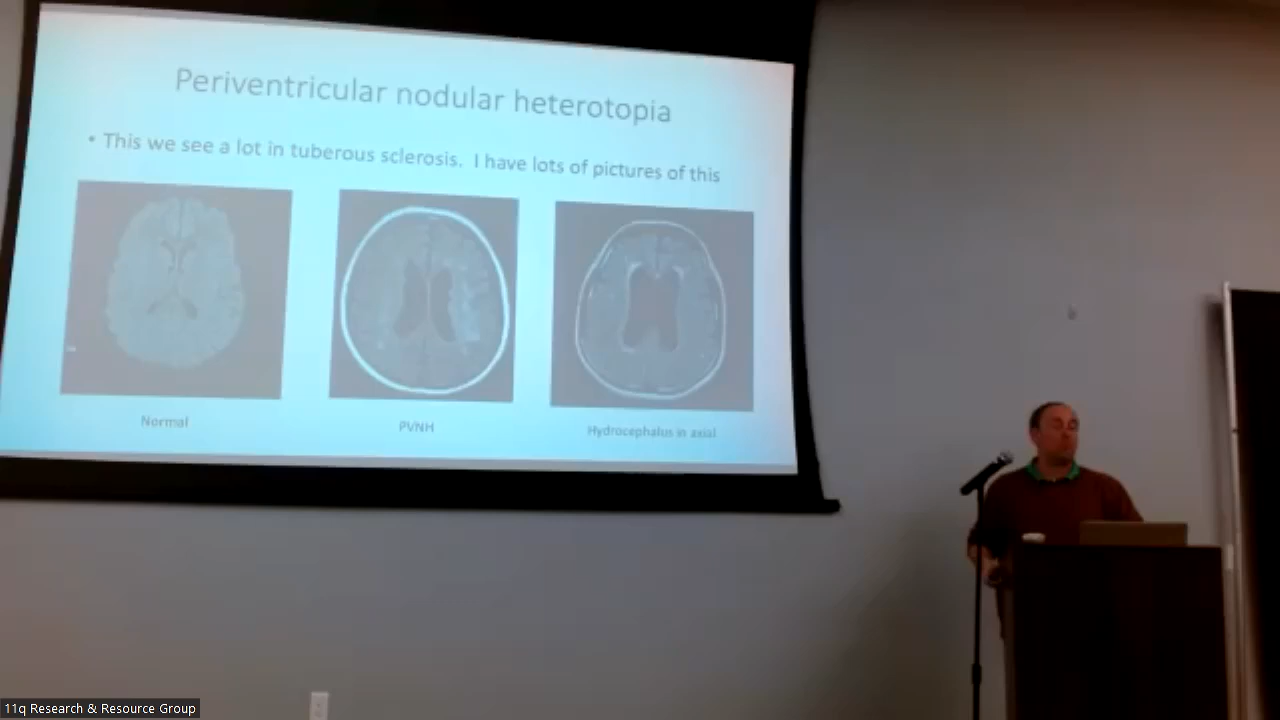 Periventricular nodular heterotopia
• This we see a lot in tuberous sclerosis. I have lots of pictures of this
Normal
PVNH
Hydrocephalus in axial
11q Research & Resource Group